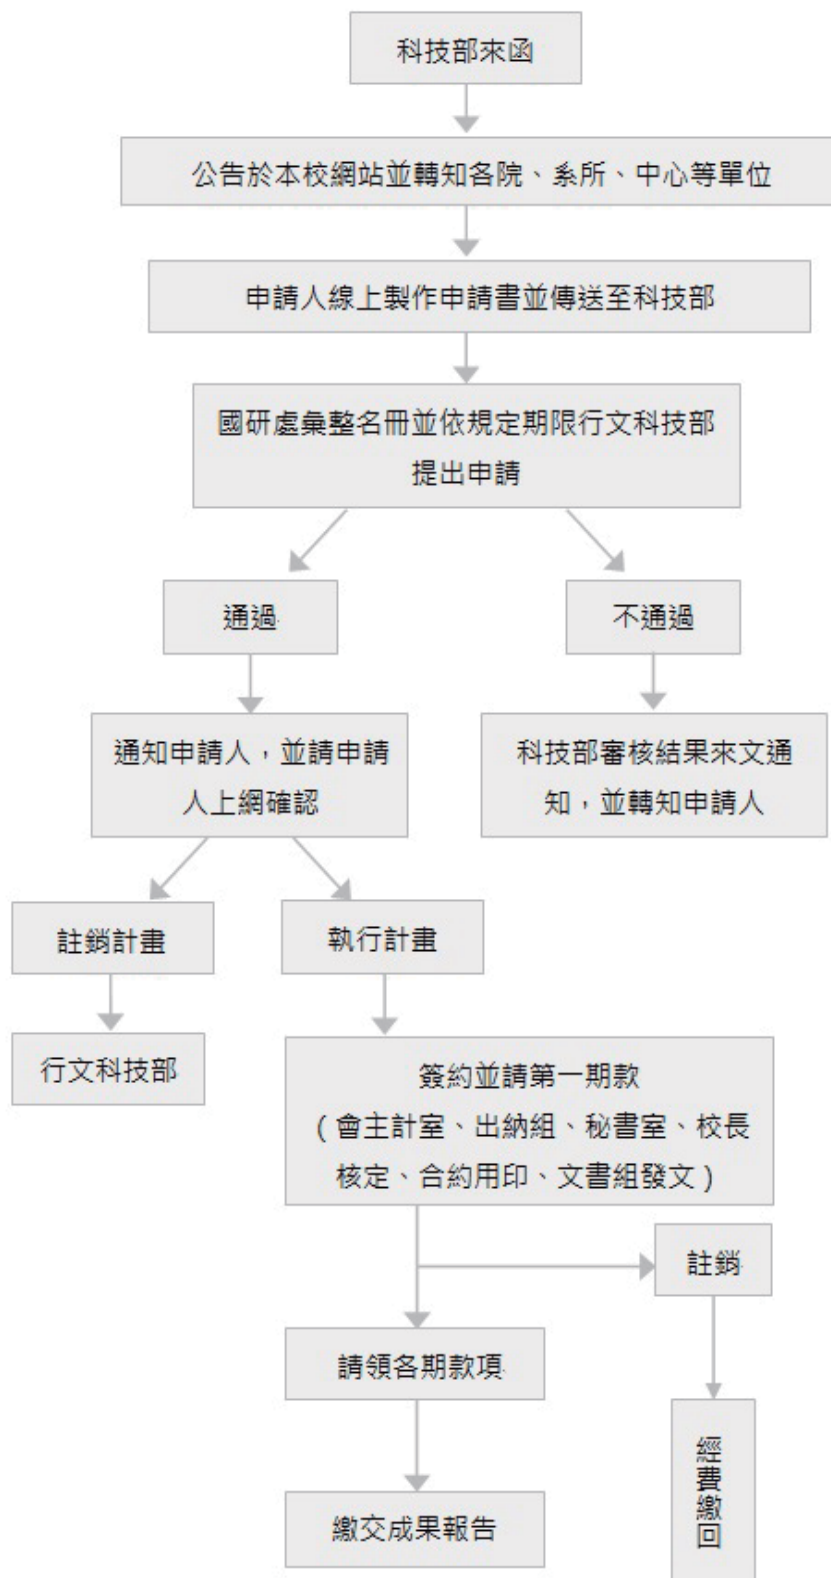 科技部來函
公告於本校網站並轉知各院、系所、中心等單位
申請人線上製作申請書並傳送至科技部
國研處彙整名冊並依規定期限行文科技部
提出申請
通過
不通過
通知申請人，並請申請
人上網確認
科技部審核結果來文通
知，並轉知申請人
註銷計畫
執行計畫
行文科技部
簽約並請第一期款
（會主計室、出納組、秘書室、校長
核定、合約用印、文書組發文）
註銷
請領各期款項
經費繳回
繳交成果報告